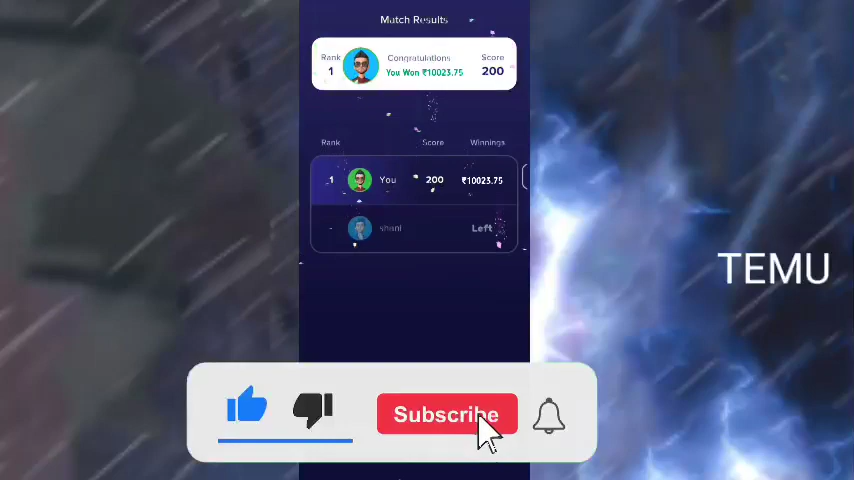 Match Results
Rank
1
Congratulations
You Won ₹10023.75
Score
200
Rank Score Winnings
1 You 200 ₹10023.75
- shonl Left
TEMU
Subscribe